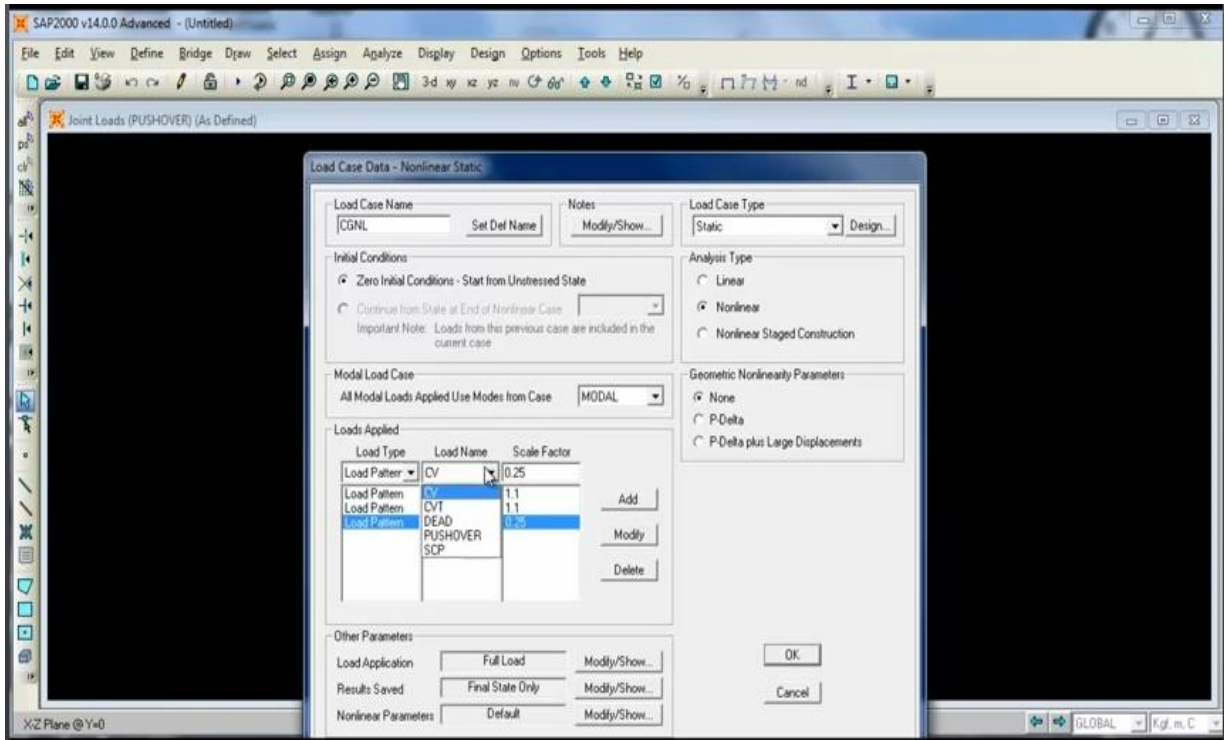 SAP2000 v14.0.0 Advanced - (Untitled)
File Edit View Define Bridge Draw Select Assign Analyze Display Design Options Tools Help
3-d xy xz yz nv
nd
Joint Loads (PUSHOVER) (As Defined)
Load Case Data - Nonlinear Static
Load Case Name
CGNL
Set Def Name
Notes
Modify/Show...
Load Case Type
Static
Design...
Initial Conditions
Zero Initial Conditions - Start from Unstressed State
Continue from State at End of Nonlinear Case
Important Note: Loads from this previous case are included in the
current case
Analysis Type
Linear
Nonlinear
Nonlinear Staged Construction
Modal Load Case
All Modal Loads Applied Use Modes from Case
MODAL
Geometric Nonlinearity Parameters
None
P-Delta
P-Delta plus Large Displacements
Loads Applied
Load Type Load Name Scale Factor
Load Pattern CV 0.25
Load Pattern CV 1.1
Load Pattern CVT 1.1
Load Pattern DEAD 0.25
PUSHOVER
SCP
Add
Modify
Delete
Other Parameters
Load Application Full Load Modify/Show...
Results Saved Final State Only Modify/Show...
Nonlinear Parameters Default Modify/Show...
OK
Cancel
X-Z Plane @ Y=0
GLOBAL
Kgf, m, C